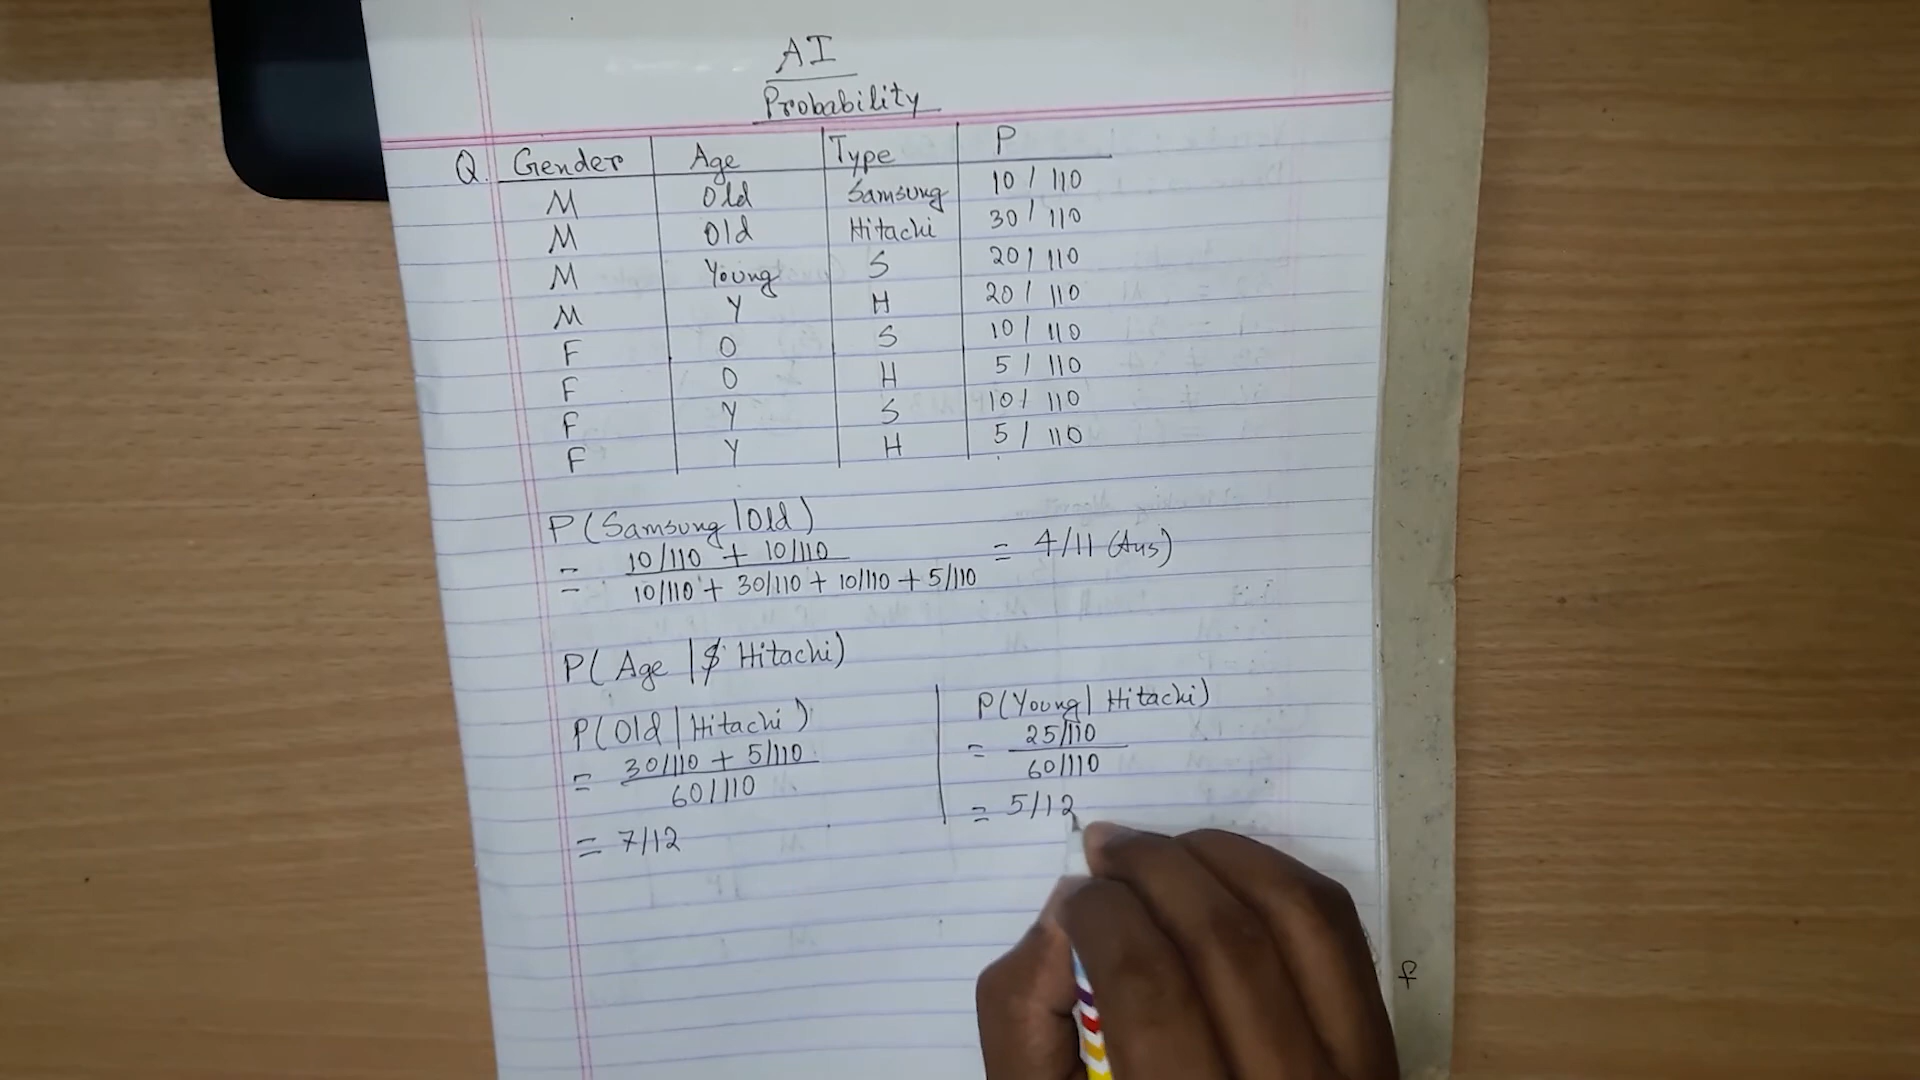 AI
Probability
Q. Gender Age Type P
M Old Samsung 10 / 110
M Old Hitachi 30 / 110
M Young S 20 / 110
M Y H 20 / 110
F O S 10 / 110
F O H 5 / 110
F Y S 10 / 110
F Y H 5 / 110
P(Samsung | Old)
= 10/110 + 10/110
10/110 + 30/110 + 10/110 + 5/110
= 4/11 (Ans)
P( Age | Hitachi)
P(Old | Hitachi)
= 30/110 + 5/110
60/110
= 7/12
P(Young | Hitachi)
= 25/110
60/110
= 5/12